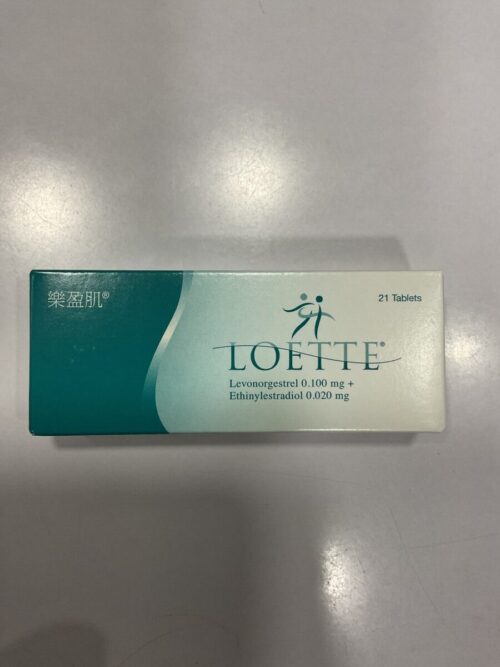 樂盈肌®
21 Tablets
LOETTE®
Levonorgestrel 0.100 mg +
Ethinylestradiol 0.020 mg